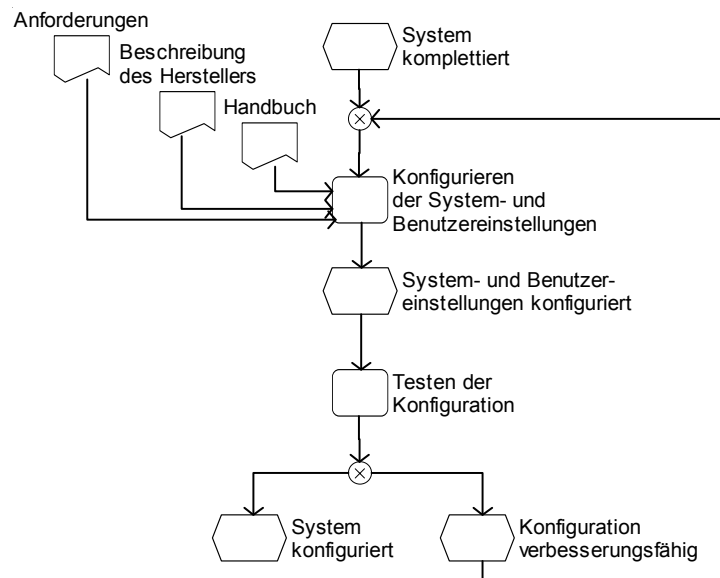 Anforderungen
Beschreibung
des Herstellers
Handbuch
System
komplettiert
Konfigurieren
der System- und
Benutzereinstellungen
System- und Benutzer-
einstellungen konfiguriert
Testen der
Konfiguration
System
konfiguriert
Konfiguration
verbesserungsfähig